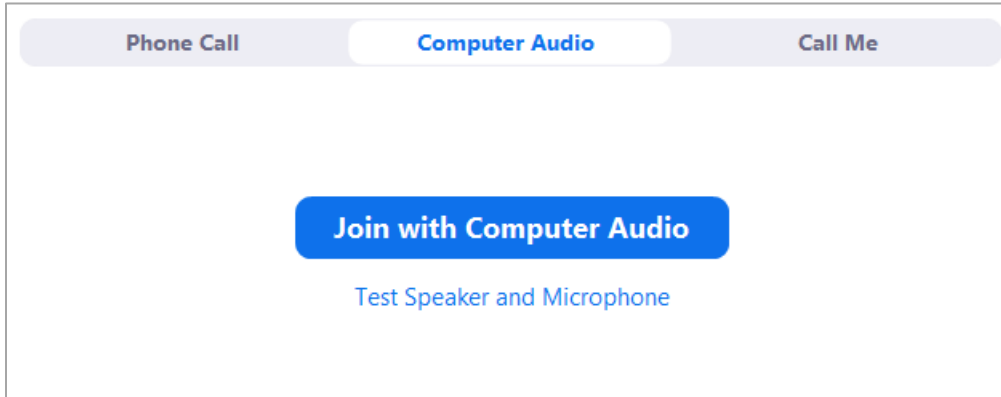 Phone Call Computer Audio Call Me
Join with Computer Audio
Test Speaker and Microphone